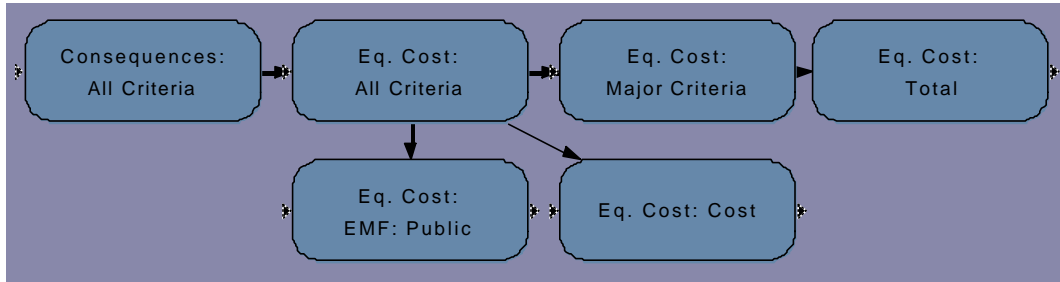 Consequences:
All Criteria
Eq. Cost:
All Criteria
Eq. Cost:
Major Criteria
Eq. Cost:
Total
Eq. Cost:
EMF: Public
Eq. Cost: Cost